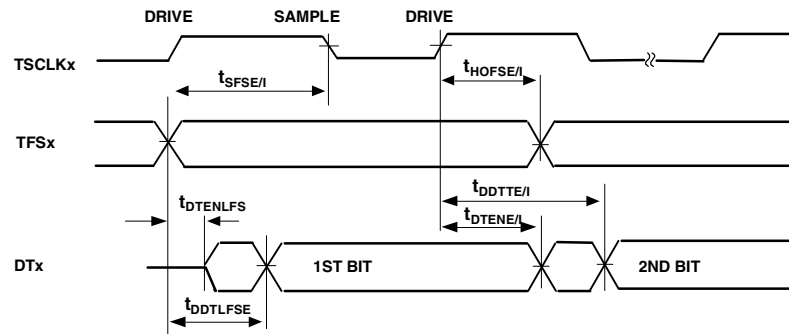 DRIVE SAMPLE DRIVE
TSCLKx
tSFSE/I
tHOFSE/I
TFSx
tDDTTE/I
tDTENLFS
tDTENE/I
DTx
1ST BIT
2ND BIT
tDDTLFSE